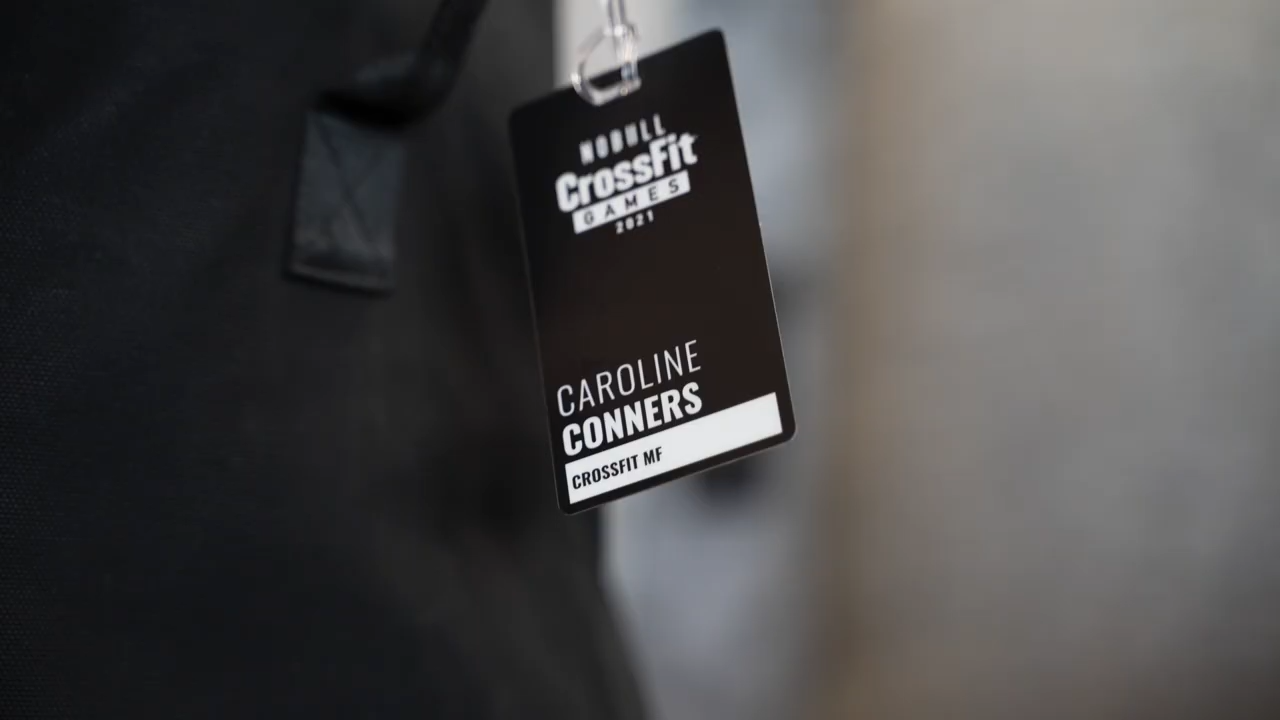 NOBULL
CrossFit
GAMES
2021
CAROLINE
CONNERS
CROSSFIT MF